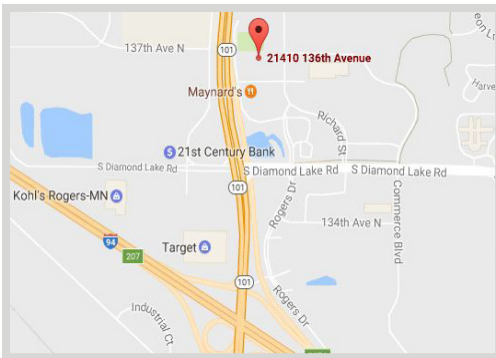 137th Ave N
101
21410 136th Avenue
Maynard's
Richard St
21st Century Bank
S Diamond Lake Rd
S Diamond Lake Rd
S Diamond Lake Rd
101
Kohl's Rogers-MN
Rogers Dr
134th Ave N
Commerce Blvd
94
207
Target
101
Rogers Dr
Industrial Ct